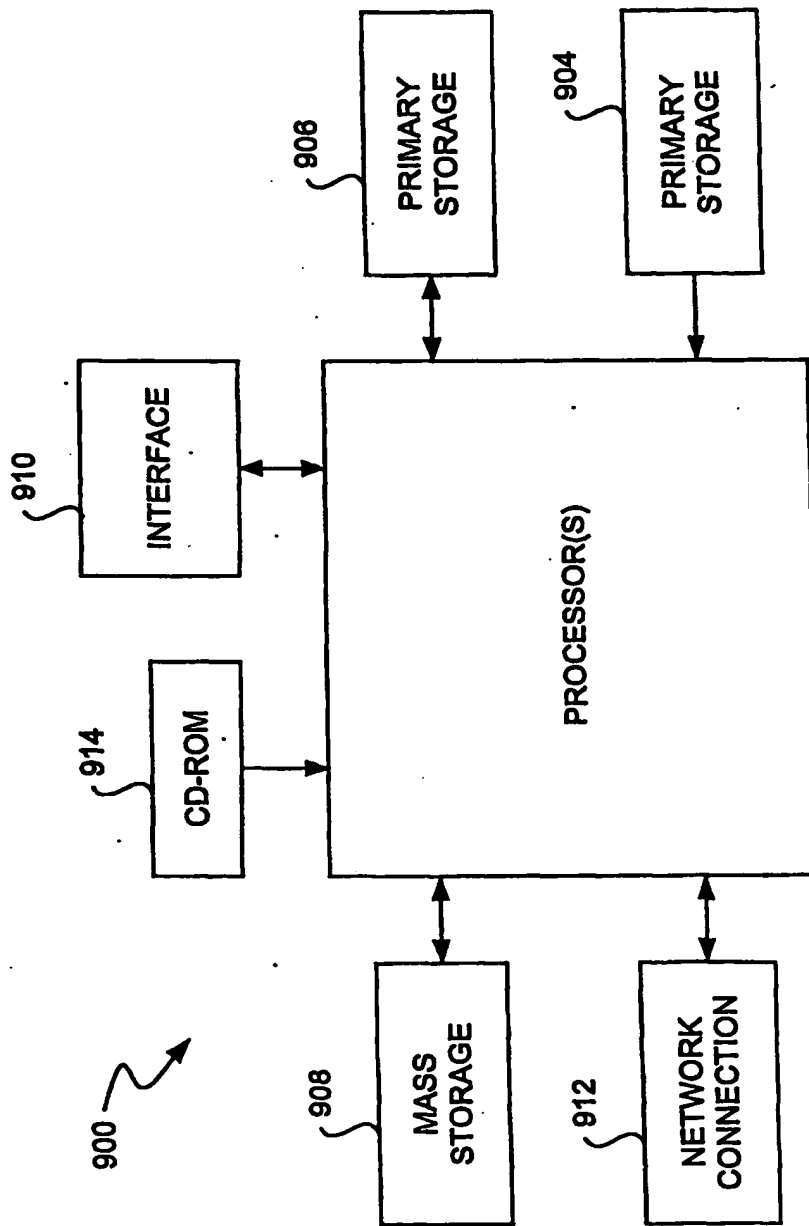 910
INTERFACE
900
914
CD-ROM
908
MASS
STORAGE
906
PRIMARY
STORAGE
PROCESSOR(S)
912
NETWORK
CONNECTION
904
PRIMARY
STORAGE